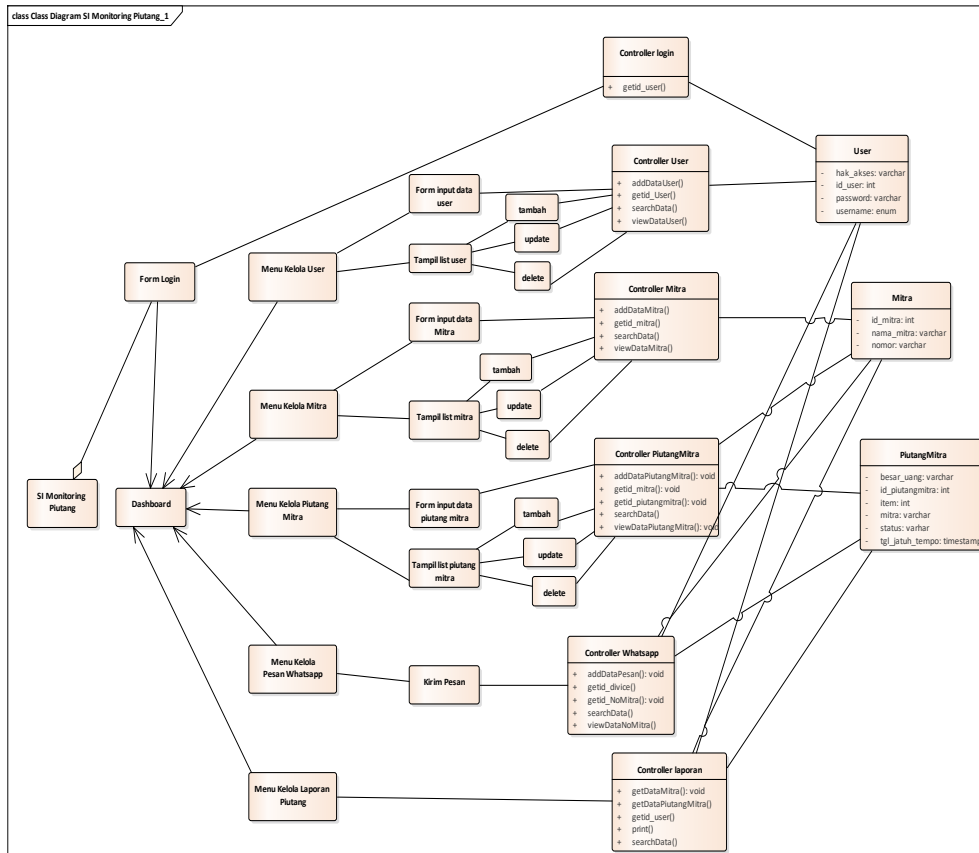 class Class Diagram SI Monitoring Piutang_1
Controller login
+ getid_user()
User
- hak_akses: varchar
- id_user: int
- password: varchar
- username: enum
Controller User
+ addDataUser()
+ getid_User()
+ searchData()
+ viewDataUser()
Form input data
user
tambah
update
delete
Tampil list user
Menu Kelola User
Form Login
Controller Mitra
+ addDataMitra()
+ getid_mitra()
+ searchData()
+ viewDataMitra()
Mitra
- id_mitra: int
- nama_mitra: varchar
- nomor: varchar
Form input data
Mitra
tambah
update
delete
Tampil list mitra
Menu Kelola Mitra
Controller PiutangMitra
+ addDataPiutangMitra(): void
+ get_mitra(): void
+ getid_piutangmitra(): void
+ searchData()
+ viewDataPiutangMitra(): void
PiutangMitra
- besar_uang: varchar
- id_piutangmitra: int
- item: int
- mitra: varchar
- status: varhar
- tgl_jatuh_tempo: timestamp
SI Monitoring
Piutang
Dashboard
Menu Kelola Piutang
Mitra
Form input data
piutang mitra
tambah
update
delete
Tampil list piutang
mitra
Menu Kelola
Pesan Whatsapp
Kirim Pesan
Controller Whatsapp
+ addDataPesan(): void
+ getid_divice()
+ getid_NoMitra(): void
+ searchData()
+ viewDataNoMitra()
Menu Kelola Laporan
Piutang
Controller laporan
+ getDataMitra(): void
+ getDataPiutangMitra()
+ getid_user()
+ print()
+ searchData()